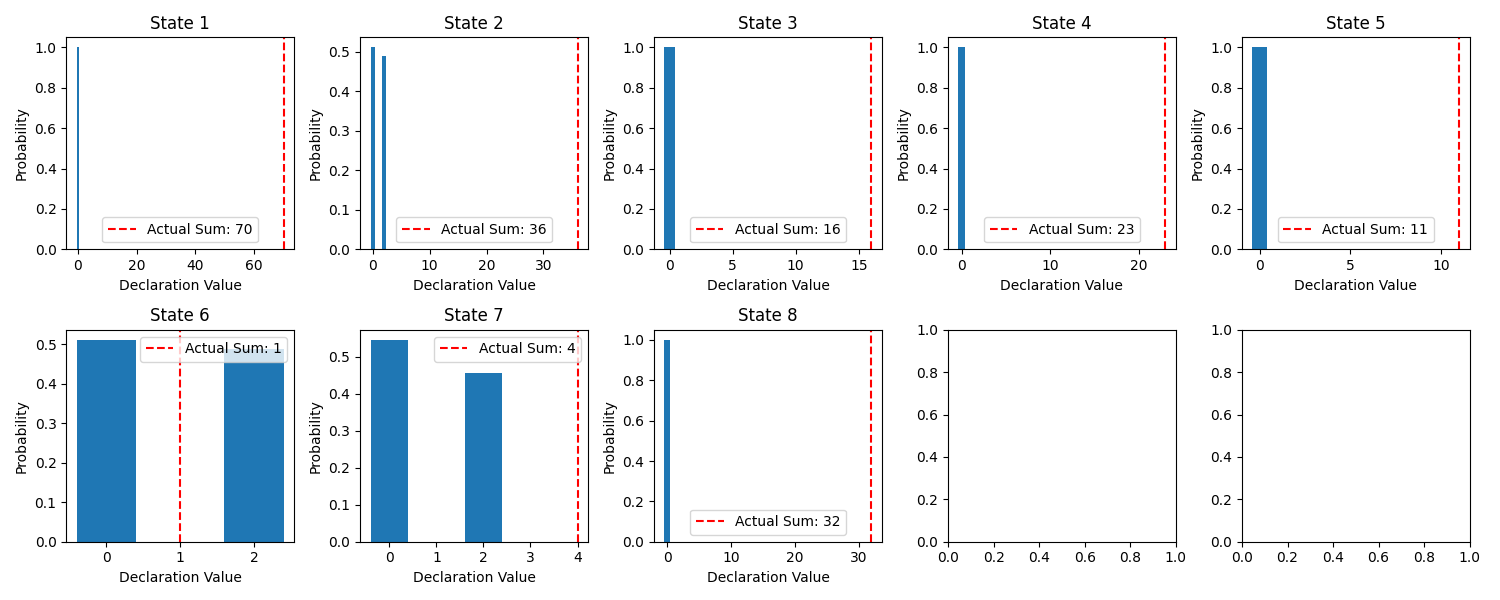 State 1
Probability
1.0
0.8
0.6
0.4
0.2
0.0
Actual Sum: 70
0 20 40 60
Declaration Value
State 2
Probability
0.5
0.4
0.3
0.2
0.1
0.0
Actual Sum: 36
0 10 20 30
Declaration Value
State 3
Probability
1.0
0.8
0.6
0.4
0.2
0.0
Actual Sum: 16
0 5 10 15
Declaration Value
State 4
Probability
1.0
0.8
0.6
0.4
0.2
0.0
Actual Sum: 23
0 10 20
Declaration Value
State 5
Probability
1.0
0.8
0.6
0.4
0.2
0.0
Actual Sum: 11
0 5 10
Declaration Value
State 6
Probability
0.5
0.4
0.3
0.2
0.1
0.0
Actual Sum: 1
0 1 2
Declaration Value
State 7
Probability
0.5
0.4
0.3
0.2
0.1
0.0
Actual Sum: 4
0 1 2 3 4
Declaration Value
State 8
Probability
1.0
0.8
0.6
0.4
0.2
0.0
Actual Sum: 32
0 10 20 30
Declaration Value
1.0
0.8
0.6
0.4
0.2
0.0
0.0 0.2 0.4 0.6 0.8 1.0
1.0
0.8
0.6
0.4
0.2
0.0
0.0 0.2 0.4 0.6 0.8 1.0